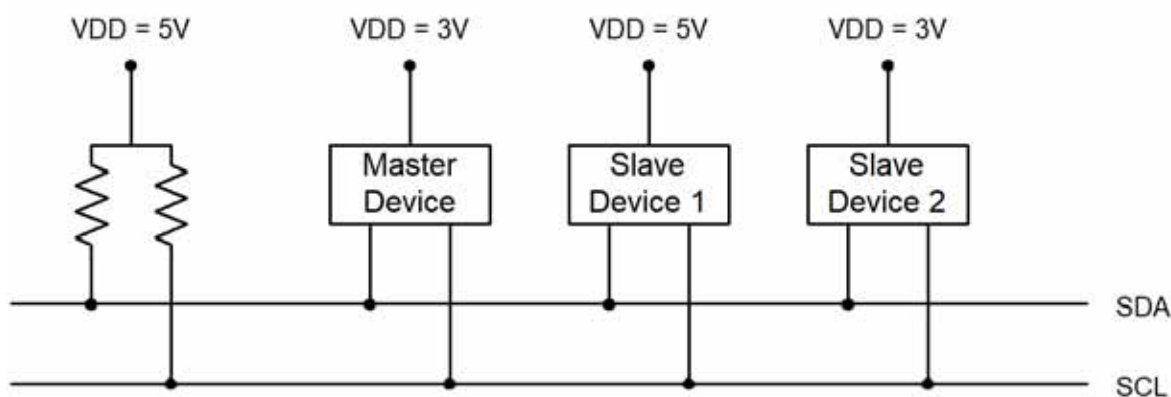 VDD = 5V
VDD = 3V
VDD = 5V
VDD = 3V
Master
Device
Slave
Device 1
Slave
Device 2
SDA
SCL